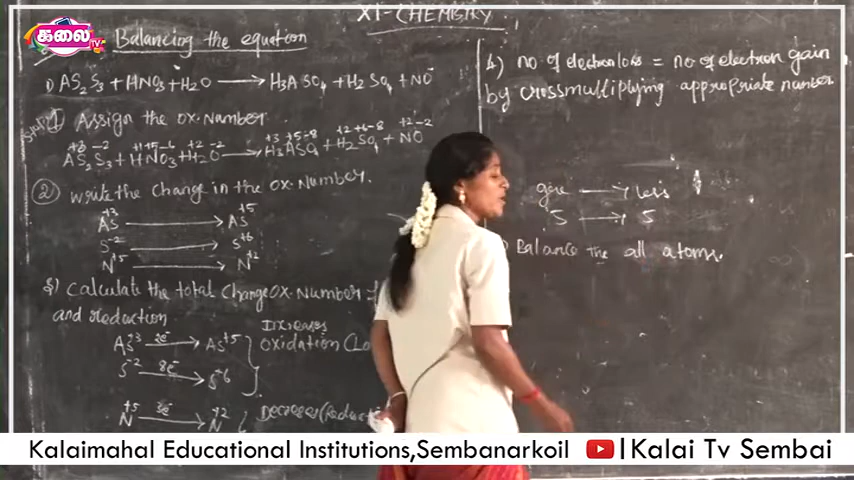 கலை TV
XI-CHEMISTRY
Balancing the equation
1) AS₂S₃ + HNO₃ + H₂O ⟶ H₃ASO₄ + H₂SO₄ + NO
① Assign the ox.Number
+3 -2 +1+5-6 +2 -2 +3 +5-8 +2+6-8 +2-2
AS₂S₃ + HNO₃ + H₂O ⟶ H₃ASO₄ + H₂SO₄ + NO
② Write the change in the ox.Number.
AS⁺³ ⟶ AS⁺⁵
S⁻² ⟶ S⁺⁶
N⁺⁵ ⟶ N⁺²
3) Calculate the total Change ox.Number =
and reduction
As⁺³ 2e⁻⟶ As⁺⁵
S⁻² 8e⁻⟶ S⁺⁶
Increases
Oxidation (Lo
N⁺⁵ 3e⁻⟶ N⁺²
Decreases (Reduct
4) no of electron loss = no of electron gain
by crossmultiplying appropriate number
S ⟶ S
) Balance the all atoms.
Kalaimahal Educational Institutions,Sembanarkoil
|Kalai Tv Sembai